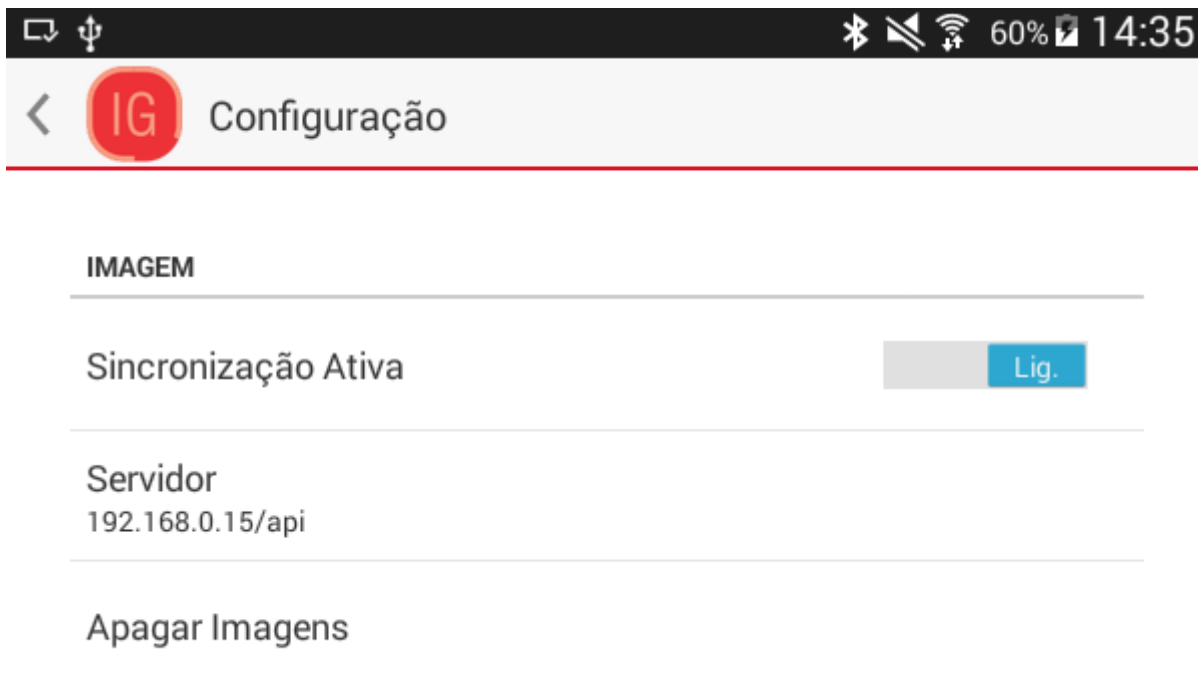 60% 14:35
IG Configuração
IMAGEM
Sincronização Ativa Lig.
Servidor
192.168.0.15/api
Apagar Imagens